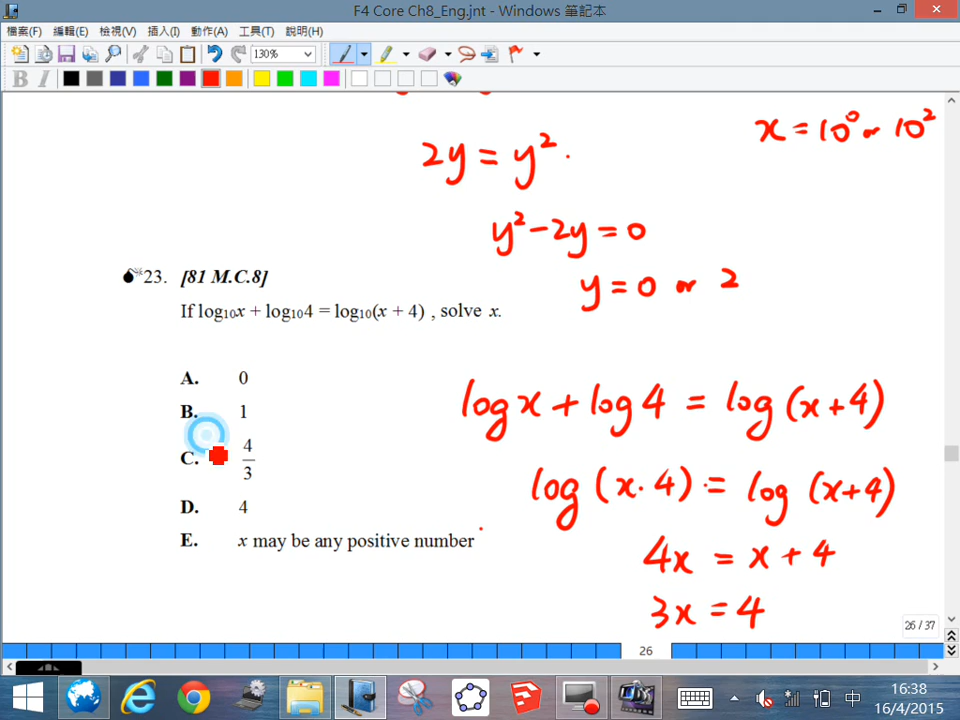 F4 Core Ch8_Eng.jnt - Windows 筆記本
檔案(F) 編輯(E) 檢視(V) 插入(I) 動作(A) 工具(T) 說明(H)
130%
B I
x = 10⁰ or 10²
2y = y²
y² - 2y = 0
y = 0 or 2
23. [81 M.C.8]
If log₁₀x + log₁₀4 = log₁₀(x + 4) , solve x.
A. 0
B. 1
C. 4/3
D. 4
E. x may be any positive number
log x + log 4 = log (x+4)
log (x·4) = log (x+4)
4x = x + 4
3x = 4
26 / 37
26
中
16:38
16/4/2015